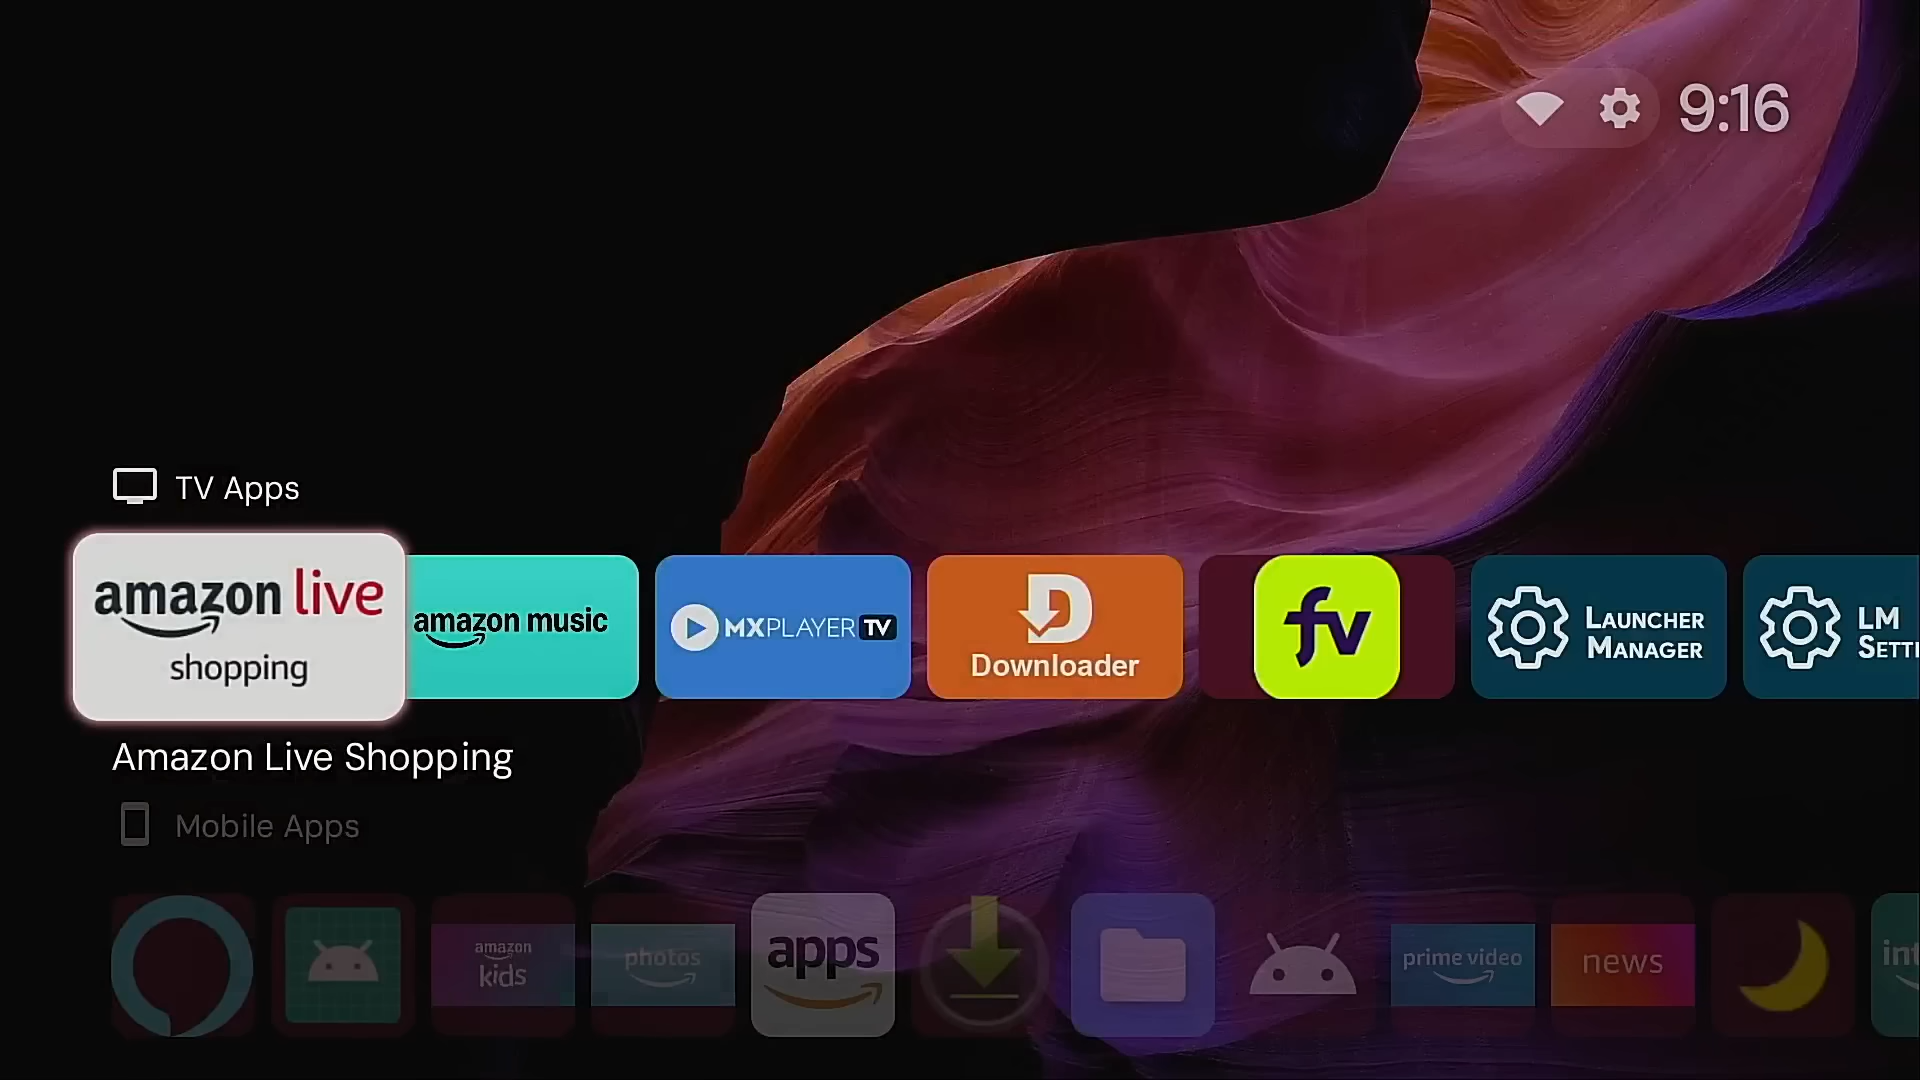 9:16
TV Apps
amazon live
shopping
amazon music
MXPLAYER TV
Downloader
fv
LAUNCHER
MANAGER
LM
Amazon Live Shopping
Mobile Apps
amazon
kids
photos
apps
prime video
news